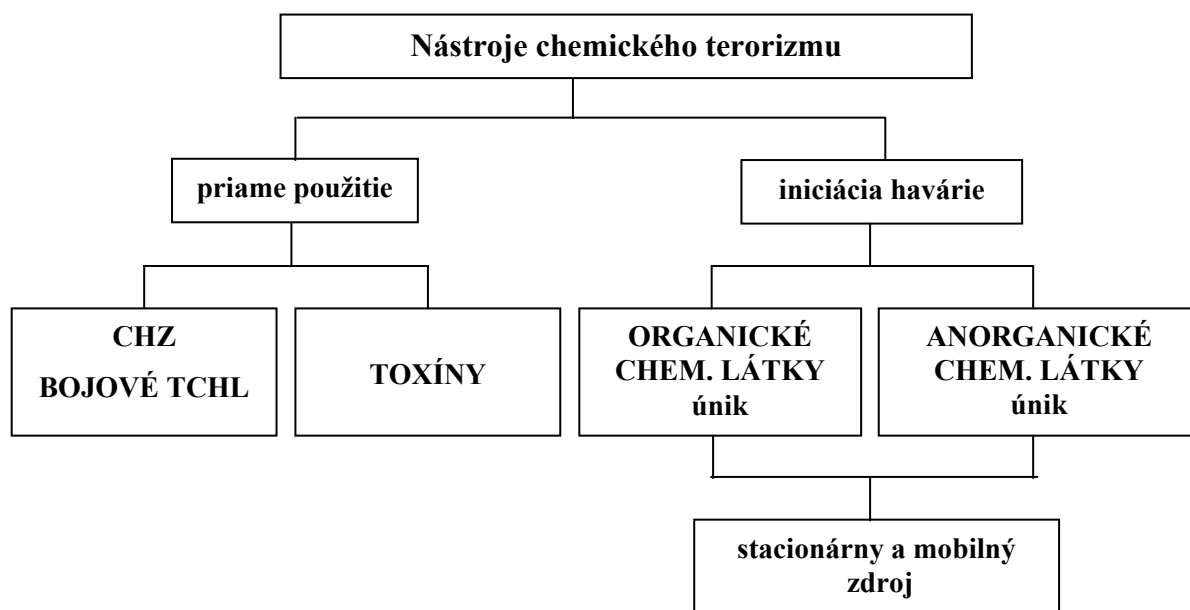 Nástroje chemického terorizmu
priame použitie
iniciácia havárie
CHZ
BOJOVÉ TCHL
TOXÍNY
ORGANICKÉ
CHEM. LÁTKY
únik
ANORGANICKÉ
CHEM. LÁTKY
únik
stacionárny a mobilný
zdroj